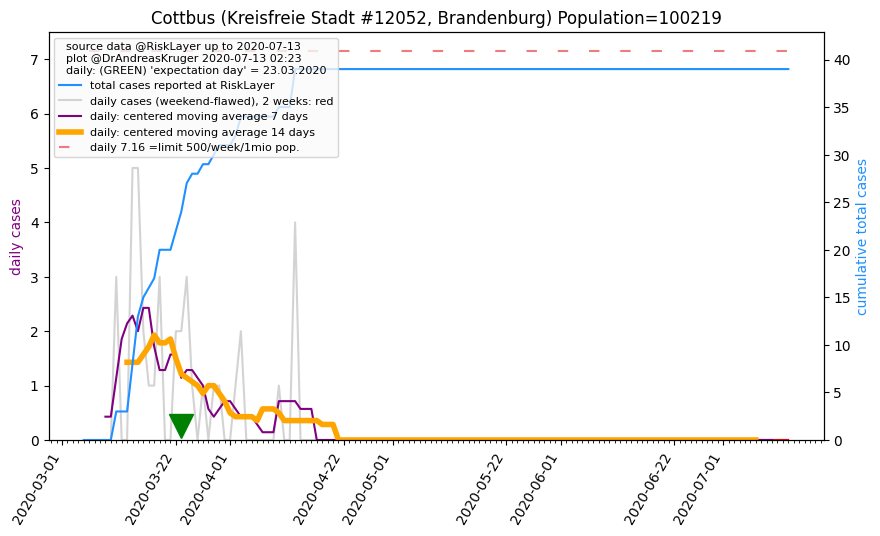 Cottbus (Kreisfreie Stadt #12052, Brandenburg) Population=100219
source data @RiskLayer up to 2020-07-13
plot @DrAndreasKruger 2020-07-13 02:23
daily: (GREEN) 'expectation day' = 23.03.2020
total cases reported at RiskLayer
daily cases (weekend-flawed), 2 weeks: red
daily: centered moving average 7 days
daily: centered moving average 14 days
daily 7.16 =limit 500/week/1mio pop.
daily cases
7
6
5
4
3
2
1
0
cumulative total cases
40
35
30
25
20
15
10
5
0
2020-03-01
2020-03-22
2020-04-01
2020-04-22
2020-05-01
2020-05-22
2020-06-01
2020-06-22
2020-07-01